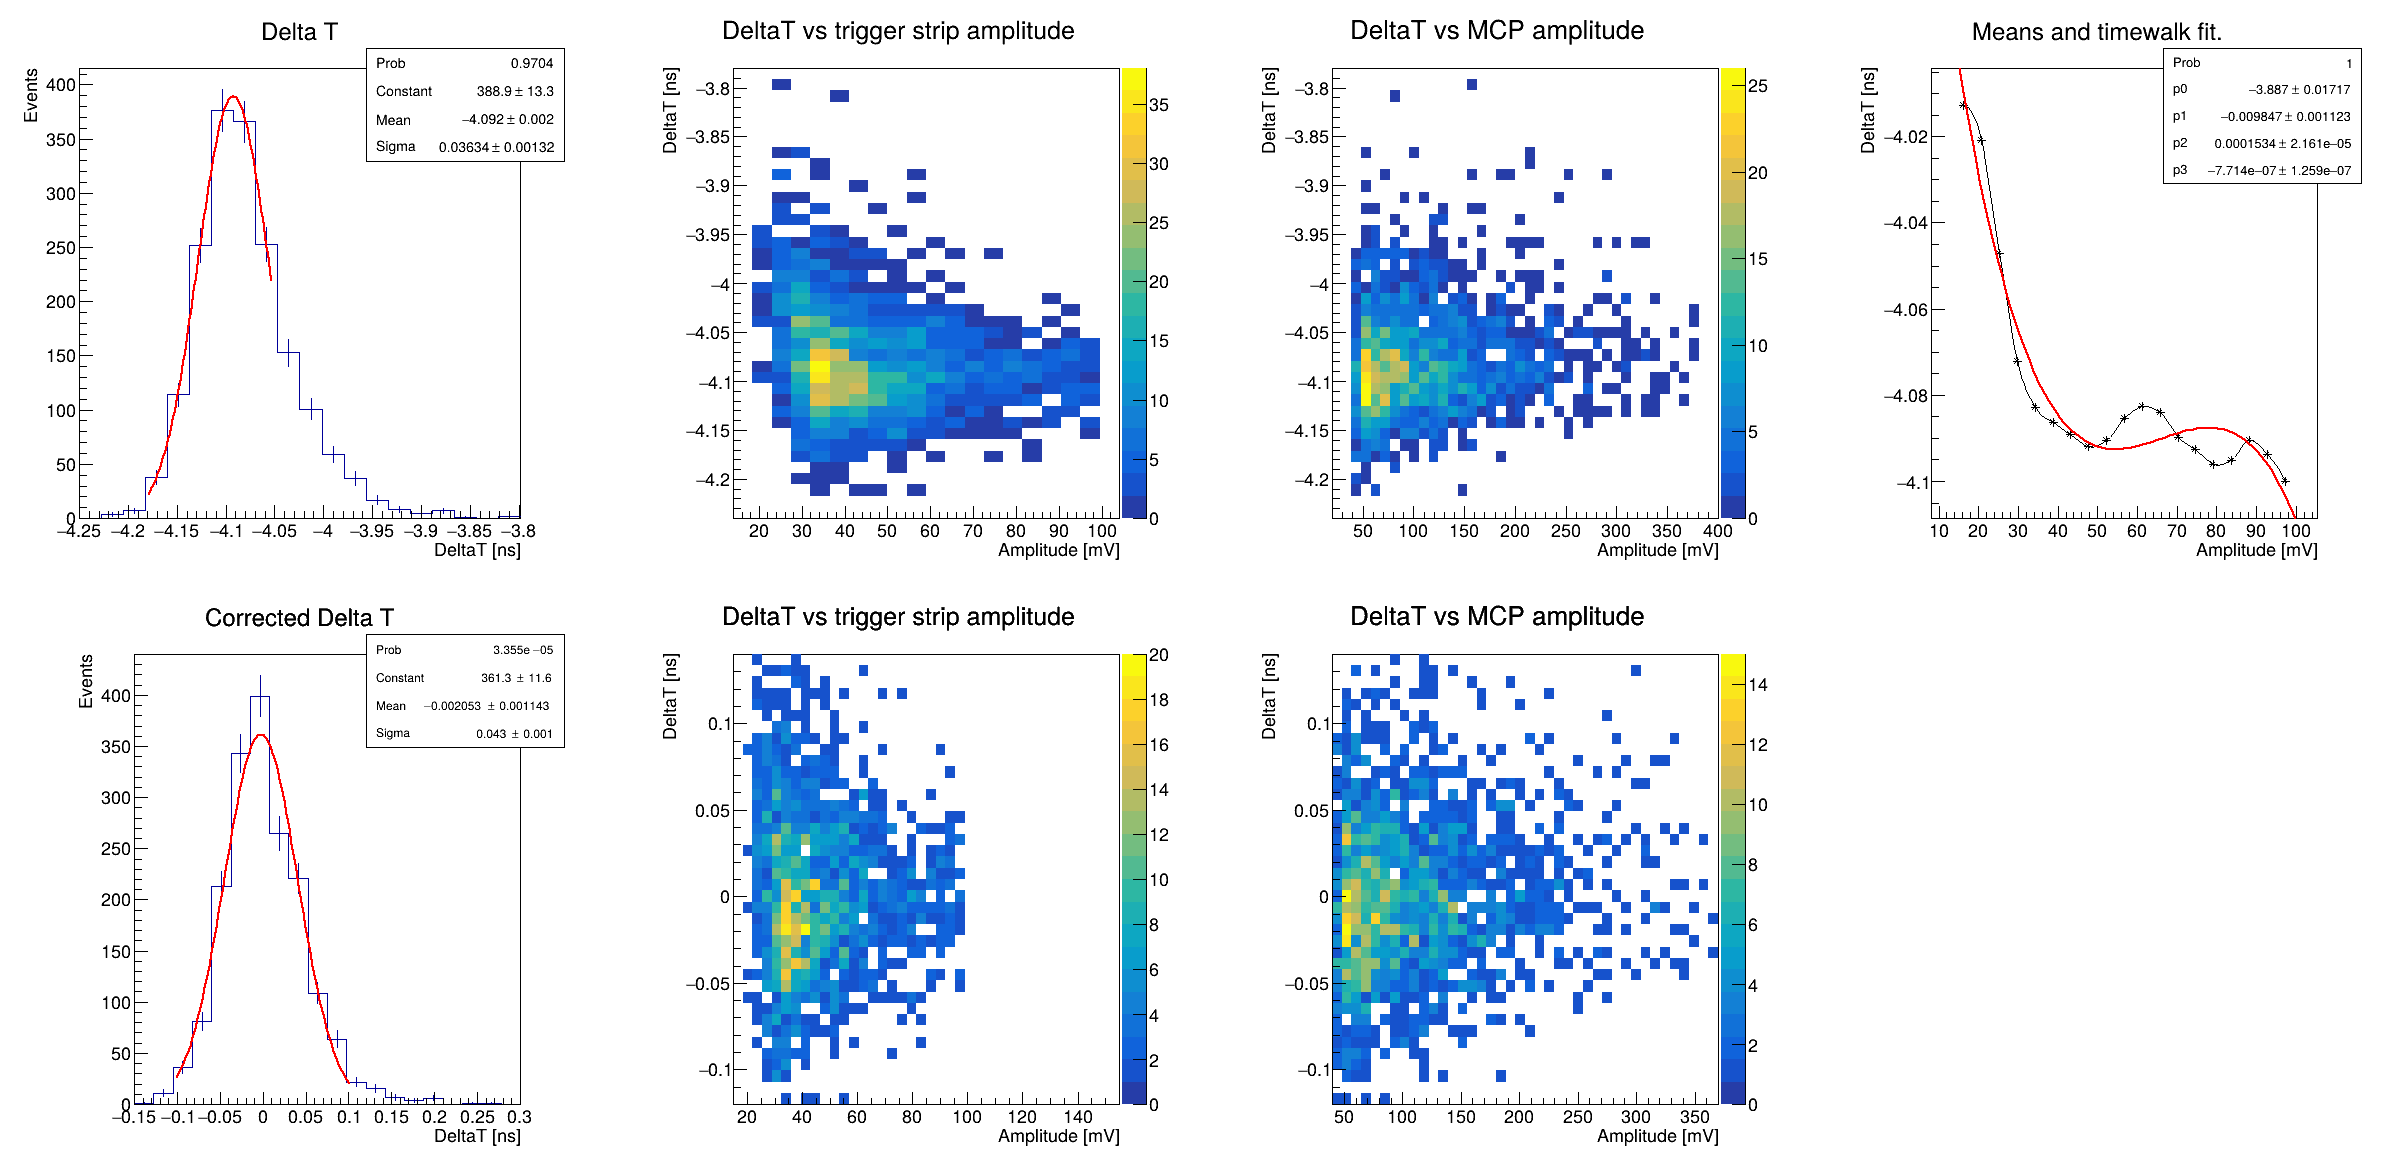 Delta T
Events
400
350
300
250
200
150
100
50
0
−4.25 −4.2 −4.15 −4.1 −4.05 −4 −3.95 −3.9 −3.85 −3.8
DeltaT [ns]
Prob 0.9704
Constant 388.9 ± 13.3
Mean −4.092 ± 0.002
Sigma 0.03634 ± 0.00132
DeltaT vs trigger strip amplitude
DeltaT [ns]
−3.8
−3.85
−3.9
−3.95
−4
−4.05
−4.1
−4.15
−4.2
20 30 40 50 60 70 80 90 100
Amplitude [mV]
35
30
25
20
15
10
5
0
DeltaT vs MCP amplitude
DeltaT [ns]
−3.8
−3.85
−3.9
−3.95
−4
−4.05
−4.1
−4.15
−4.2
50 100 150 200 250 300 350 400
Amplitude [mV]
25
20
15
10
5
0
Means and timewalk fit.
DeltaT [ns]
−4.02
−4.04
−4.06
−4.08
−4.1
10 20 30 40 50 60 70 80 90 100
Amplitude [mV]
Prob 1
p0 −3.887 ± 0.01717
p1 −0.009847 ± 0.001123
p2 0.0001534 ± 2.161e−05
p3 −7.714e−07 ± 1.259e−07
Corrected Delta T
Events
400
350
300
250
200
150
100
50
0
−0.15 −0.1 −0.05 0 0.05 0.1 0.15 0.2 0.25 0.3
DeltaT [ns]
Prob 3.355e −05
Constant 361.3 ± 11.6
Mean −0.002053 ± 0.001143
Sigma 0.043 ± 0.001
DeltaT vs trigger strip amplitude
DeltaT [ns]
0.1
0.05
0
−0.05
−0.1
20 40 60 80 100 120 140
Amplitude [mV]
20
18
16
14
12
10
8
6
4
2
0
DeltaT vs MCP amplitude
DeltaT [ns]
0.1
0.05
0
−0.05
−0.1
50 100 150 200 250 300 350
Amplitude [mV]
14
12
10
8
6
4
2
0